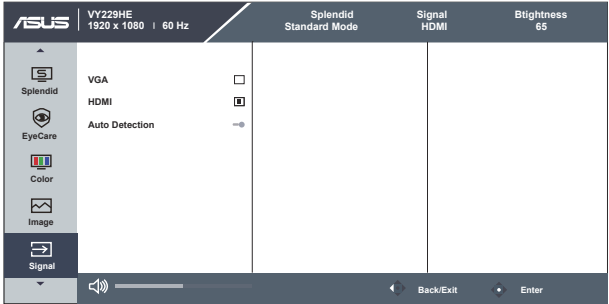 ASUS
VY229HE
1920 x 1080 | 60 Hz
Splendid
Standard Mode
Signal
HDMI
Btightness
65
Splendid
EyeCare
Color
Image
Signal
VGA
HDMI
Auto Detection
Back/Exit
Enter